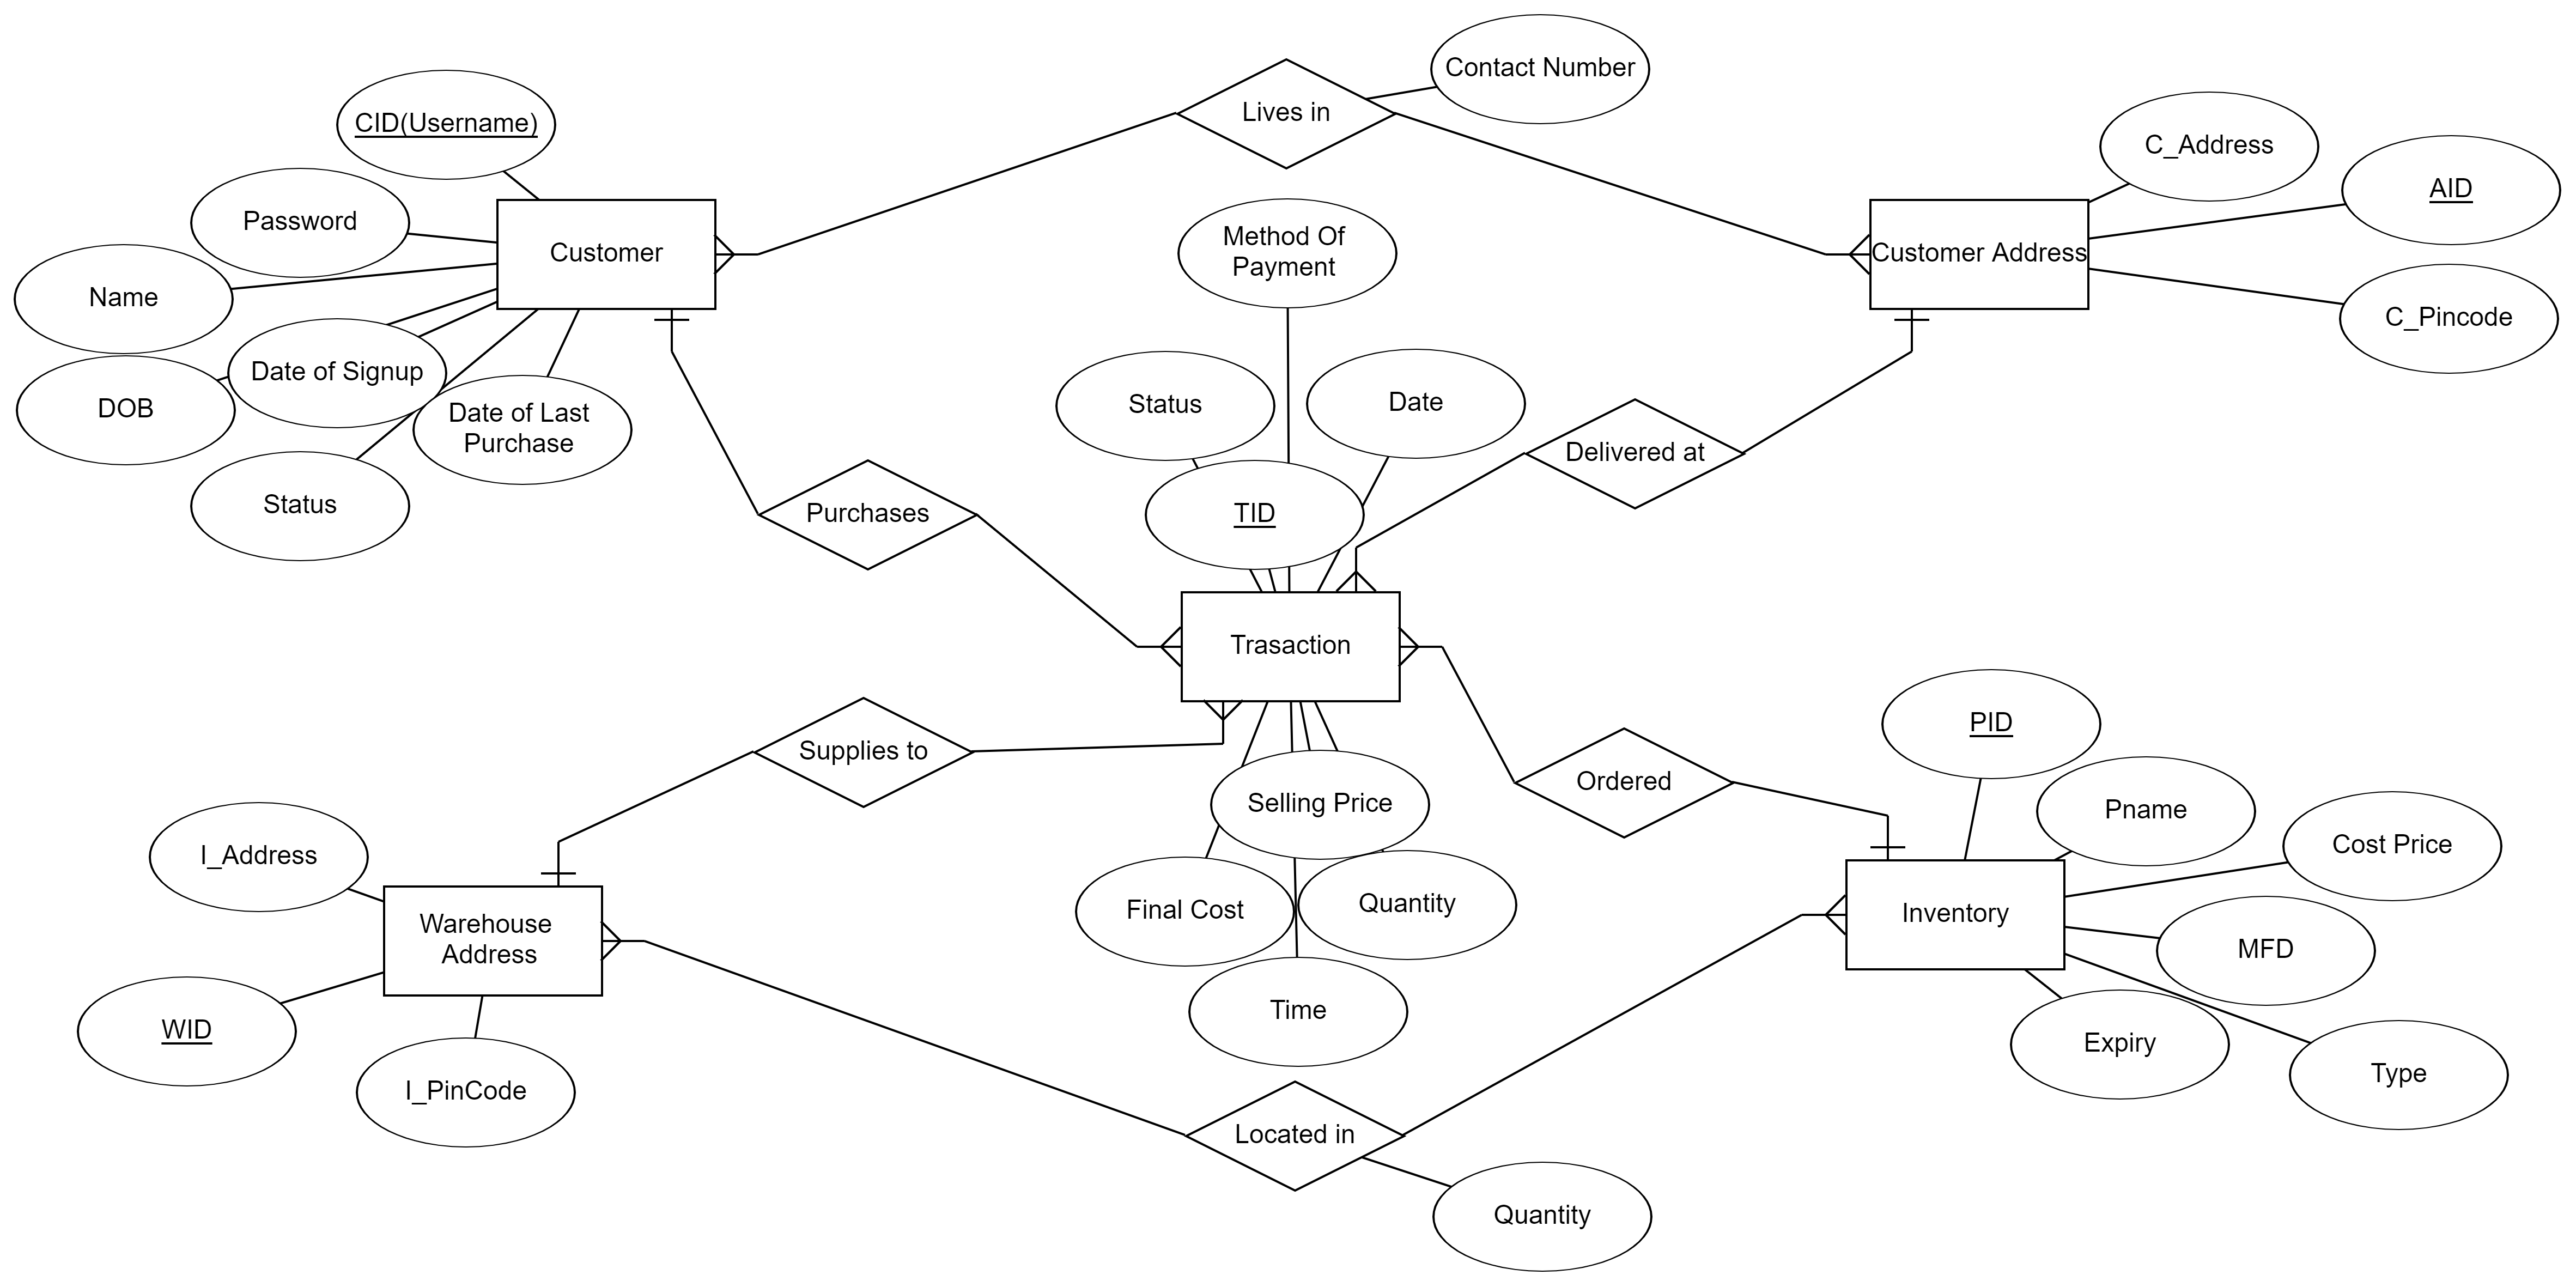 Contact Number
Lives in
CID(Username)
C_Address
AID
Password
Customer
Method Of
Payment
Customer Address
Name
C_Pincode
Date of Signup
DOB
Date of Last
Purchase
Status
Date
Delivered at
Status
Purchases
TID
Trasaction
PID
Supplies to
Ordered
Pname
Selling Price
Cost Price
I_Address
Final Cost
Quantity
Warehouse
Address
Inventory
MFD
WID
Time
Expiry
Type
I_PinCode
Located in
Quantity